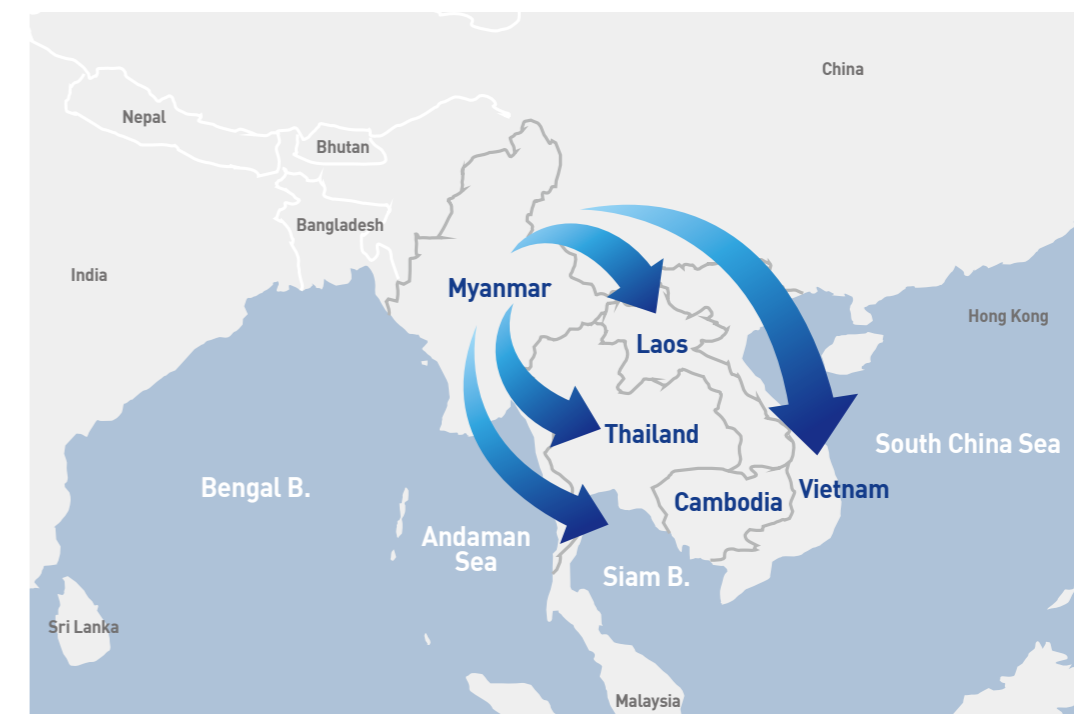 China
Nepal
Bhutan
Bangladesh
India
Myanmar
Hong Kong
Laos
Thailand
South China Sea
Bengal B.
Vietnam
Cambodia
Andaman
Sea
Siam B.
Sri Lanka
Malaysia